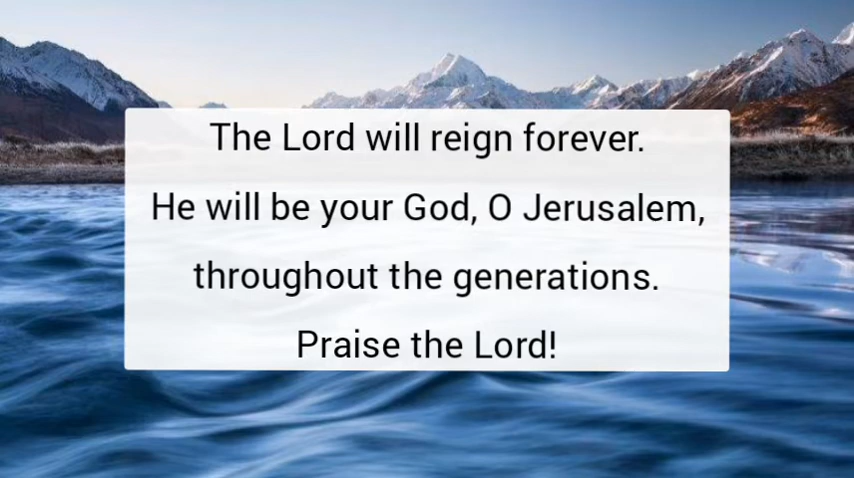 The Lord will reign forever.
He will be your God, O Jerusalem,
throughout the generations.
Praise the Lord!